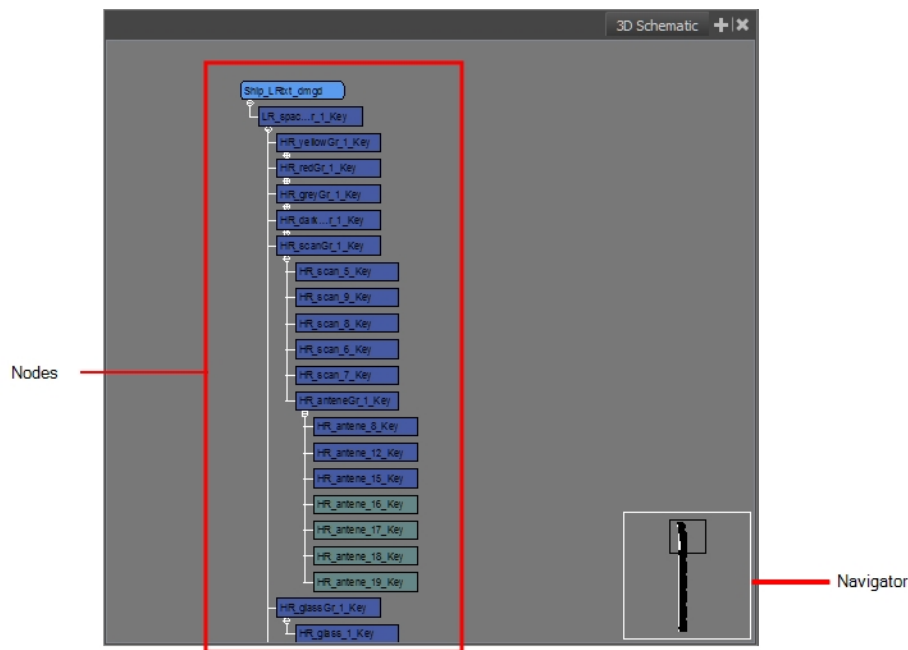 3D Schematic
Ship_LRtxt_dmgd
LR_spac...r_1_Key
HR_yellowGr_1_Key
HR_redGr_1_Key
HR_greyGr_1_Key
HR_dark...r_1_Key
HR_scanGr_1_Key
HR_scan_5_Key
HR_scan_9_Key
HR_scan_8_Key
HR_scan_6_Key
HR_scan_7_Key
Nodes
HR_anteneGr_1_Key
HR_antene_8_Key
HR_antene_12_Key
HR_antene_15_Key
HR_antene_16_Key
HR_antene_17_Key
HR_antene_18_Key
HR_antene_19_Key
Navigator
HR_glassGr_1_Key
HR_glass_1_Key